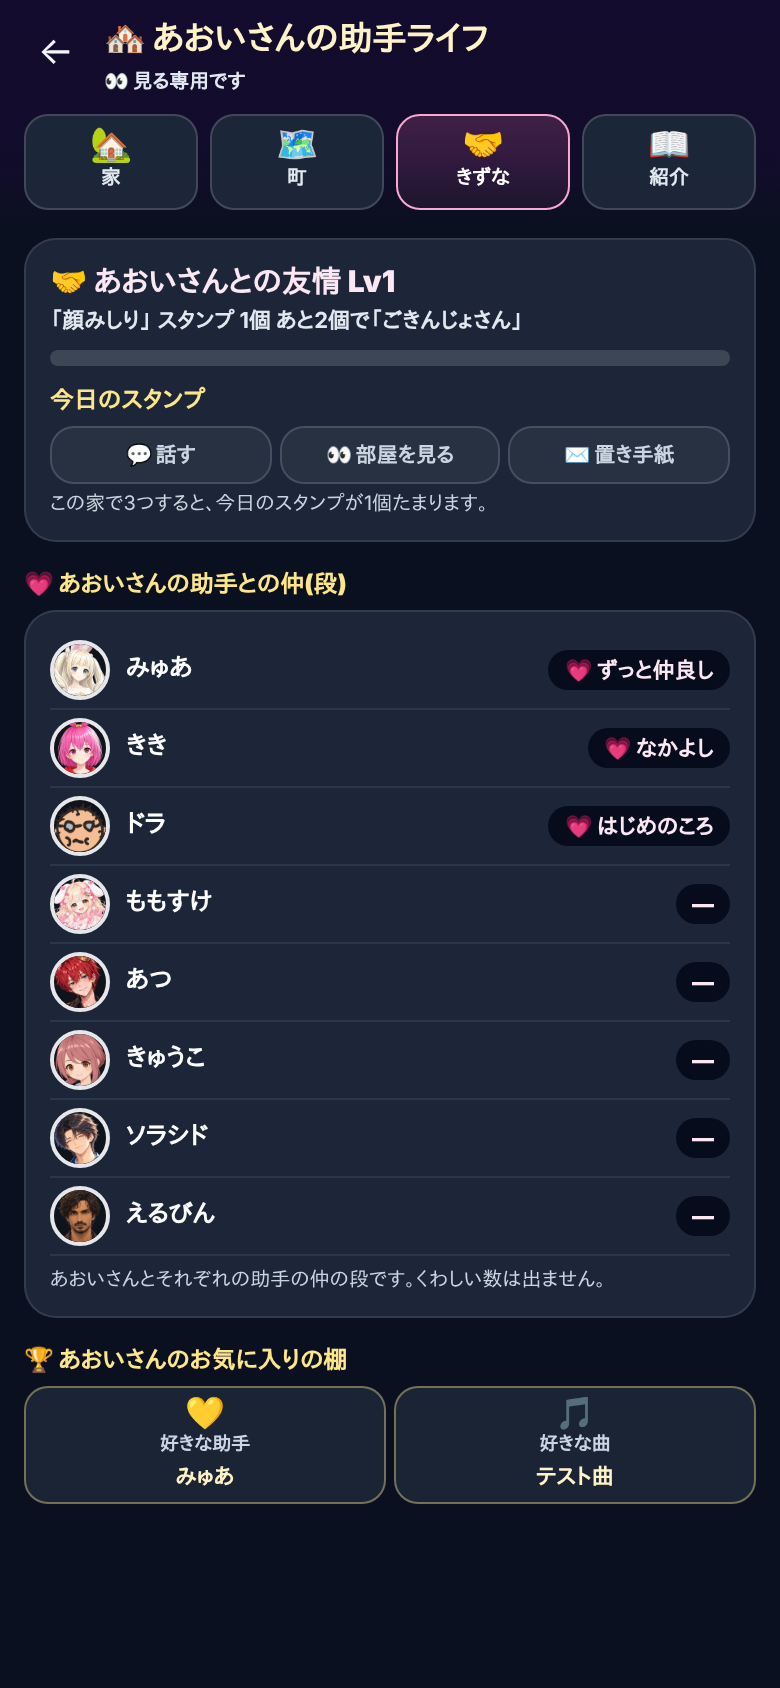 🏘️ あおいさんの助手ライフ
👀 見る専用です
家
町
きずな
紹介
🤝 あおいさんとの友情 Lv1
「顔みしり」 スタンプ 1個 あと2個で「ごきんじょさん」
今日のスタンプ
💬 話す
👀 部屋を見る
✉️ 置き手紙
この家で3つすると、今日のスタンプが1個たまります。
💗 あおいさんの助手との仲(段)
みゅあ
💗 ずっと仲良し
きき
💗 なかよし
ドラ
💗 はじめのころ
ももすけ
—
あつ
—
きゅうこ
—
ソラシド
—
えるびん
—
あおいさんとそれぞれの助手の仲の段です。くわしい数は出ません。
🏆 あおいさんのお気に入りの棚
好きな助手
みゅあ
好きな曲
テスト曲